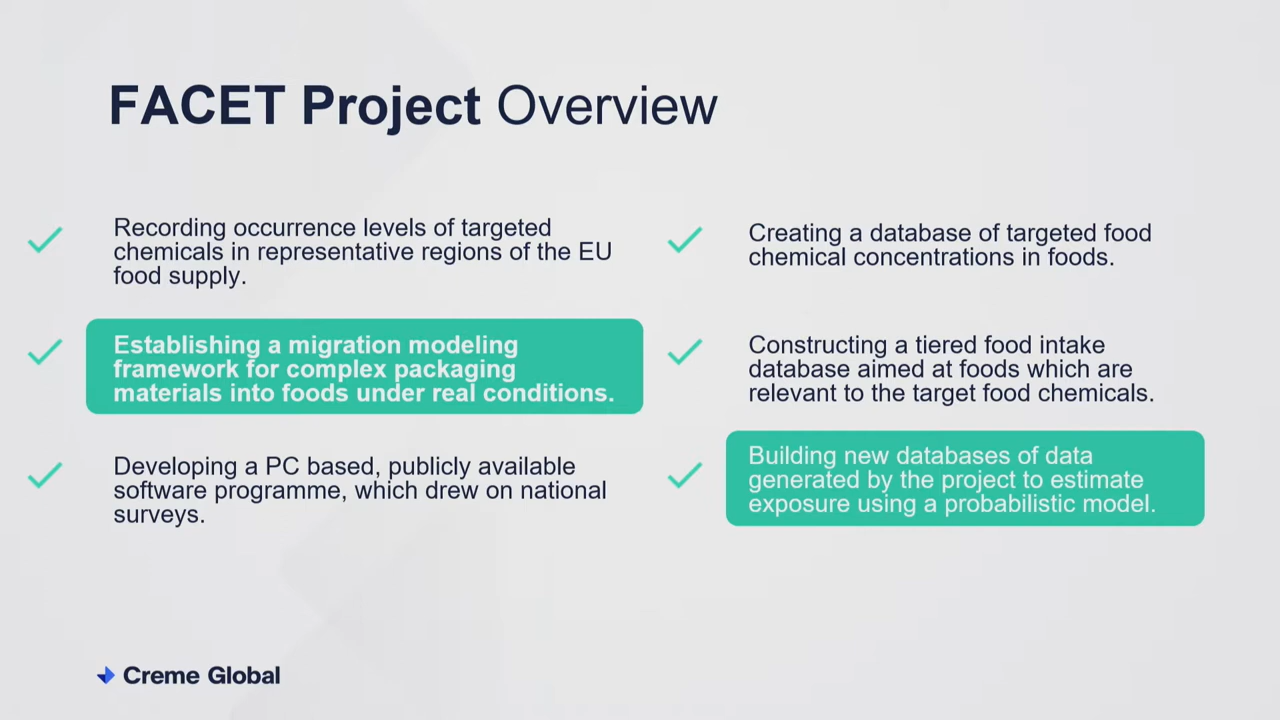 FACET Project Overview
Recording occurrence levels of targeted
chemicals in representative regions of the EU
food supply.
Establishing a migration modeling
framework for complex packaging
materials into foods under real conditions.
Developing a PC based, publicly available
software programme, which drew on national
surveys.
Creating a database of targeted food
chemical concentrations in foods.
Constructing a tiered food intake
database aimed at foods which are
relevant to the target food chemicals.
Building new databases of data
generated by the project to estimate
exposure using a probabilistic model.
Creme Global